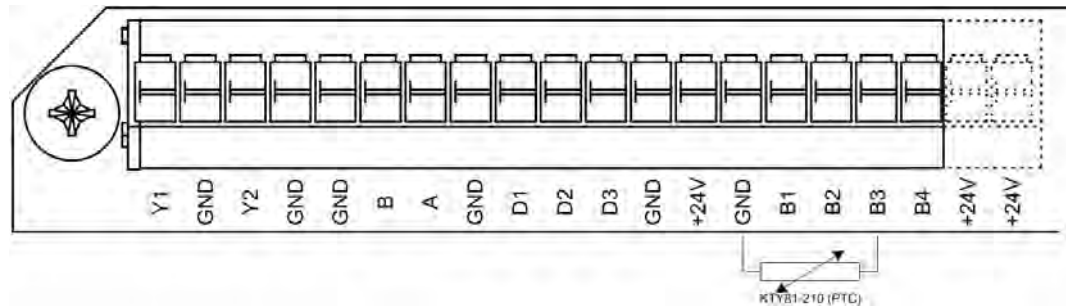 Y1 GND Y2 GND GND B A GND D1 D2 D3 GND +24V GND B1 B2 B3 B4 +24V +24V
KTY81-210 (PTC)